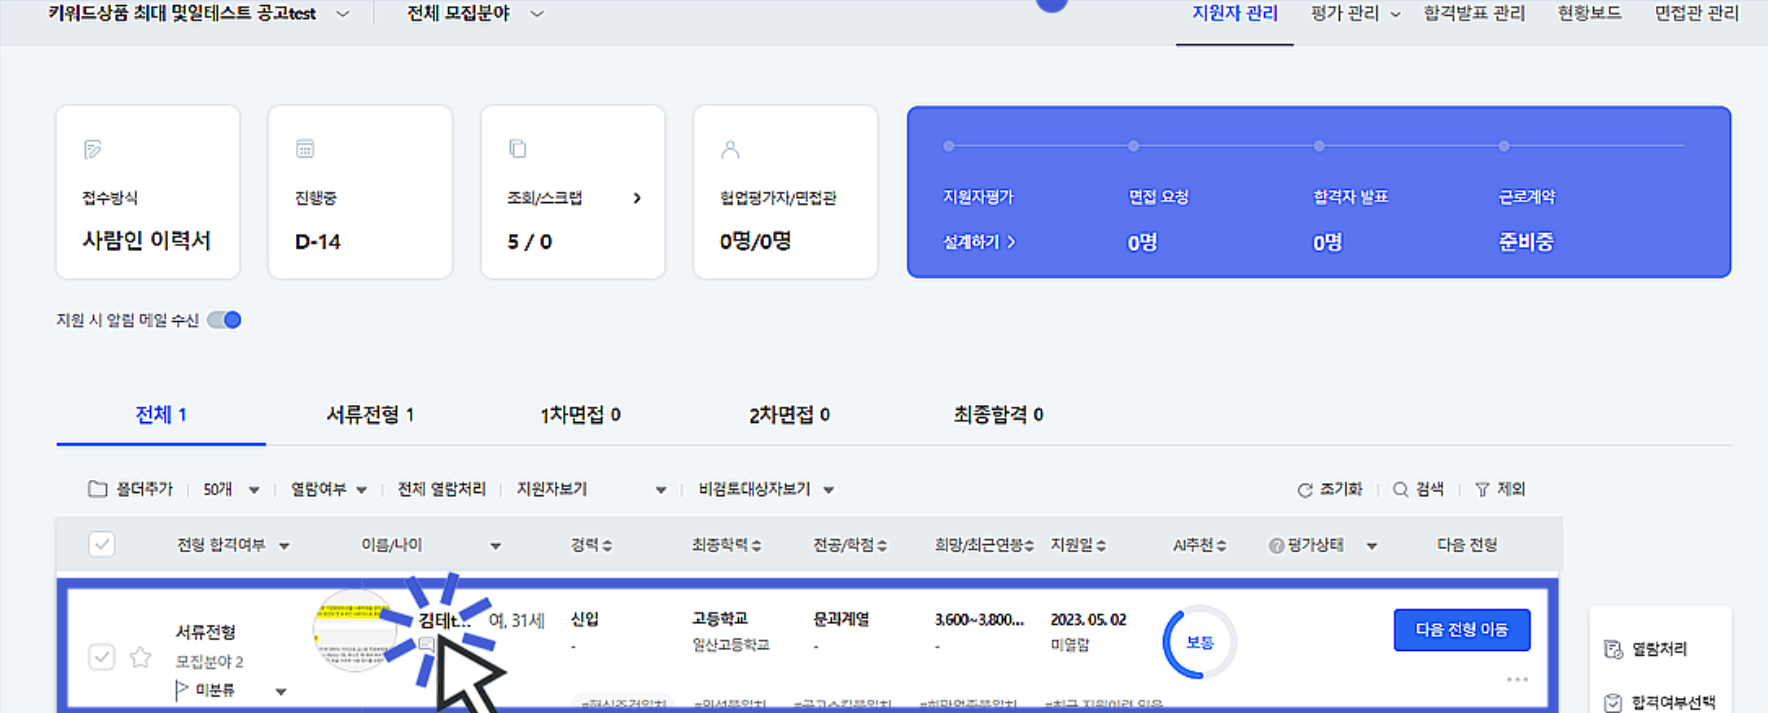 키워드상품 최대 몇일테스트 공고test 전체 모집분야 지원자 관리 평가 관리 합격발표 관리 현황보드 면접관 관리
접수방식 진행중 조회/스크랩 협업평가자/면접관 지원자평가 면접 요청 합격자 발표 근로계약
사람인 이력서 D-14 5 / 0 0명/0명 설계하기 0명 0명 준비중
지원 시 알림 메일 수신
전체 1 서류전형 1 1차면접 0 2차면접 0 최종합격 0
폴더추가 50개 열람여부 전체 열람처리 지원자보기 비검토대상자보기 초기화 검색 제외
전형 합격여부 이름/나이 경력 최종학력 전공/학점 희망/최근연봉 지원일 AI추천 평가상태 다음 전형
서류전형 김테t... 여, 31세 신입 고등학교 문과계열 3,600~3,800... 2023. 05. 02 보통 다음 전형 이동
모집분야 2 - 일산고등학교 - - 미열람
미분류
열람처리
합격여부선택